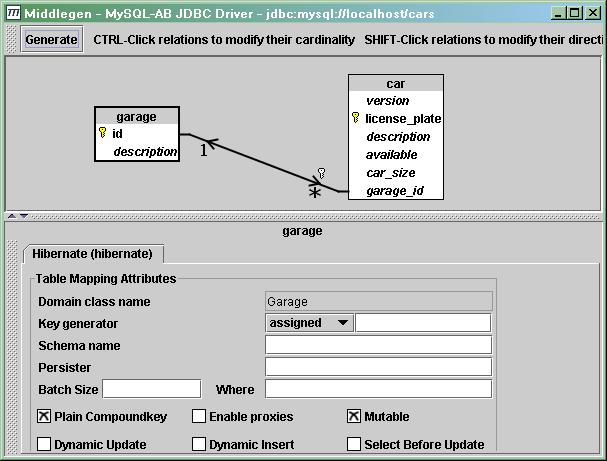 Middlegen - MySQL-AB JDBC Driver - jdbc:mysql://localhost/cars
Generate CTRL-Click relations to modify their cardinality SHIFT-Click relations to modify their directi
car
version
license_plate
description
available
car_size
garage_id
garage
id
description
1
*
garage
Hibernate (hibernate)
Table Mapping Attributes
Domain class name Garage
Key generator assigned
Schema name
Persister
Batch Size Where
Plain Compoundkey Enable proxies Mutable
Dynamic Update Dynamic Insert Select Before Update